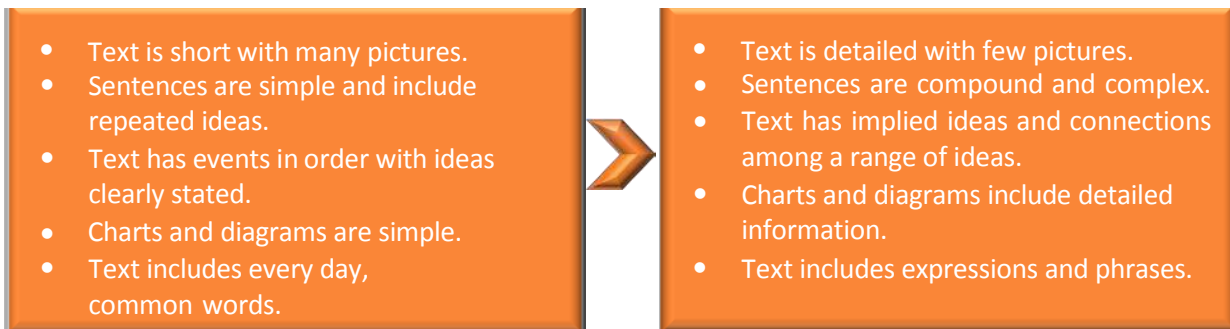 • Text is short with many pictures.
• Sentences are simple and include
repeated ideas.
• Text has events in order with ideas
clearly stated.
• Charts and diagrams are simple.
• Text includes every day,
common words.
• Text is detailed with few pictures.
• Sentences are compound and complex.
• Text has implied ideas and connections
among a range of ideas.
• Charts and diagrams include detailed
information.
• Text includes expressions and phrases.